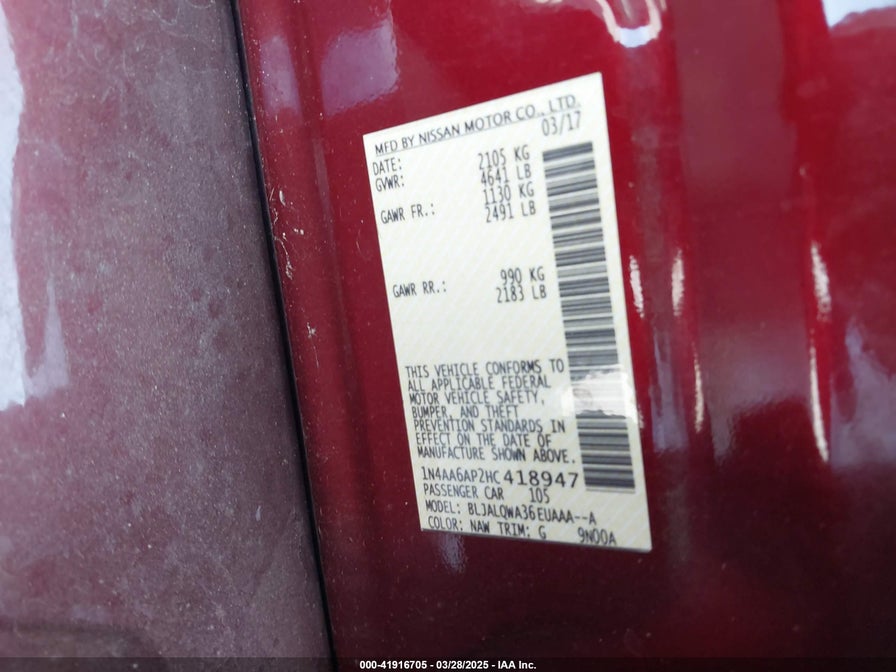 MFD BY NISSAN MOTOR CO., LTD.
DATE: 03/17
GVWR: 2105 KG
4641 LB
GAWR FR.: 1130 KG
2491 LB
GAWR RR.: 990 KG
2183 LB
THIS VEHICLE CONFORMS TO
ALL APPLICABLE FEDERAL
MOTOR VEHICLE SAFETY,
BUMPER, AND THEFT
PREVENTION STANDARDS IN
EFFECT ON THE DATE OF
MANUFACTURE SHOWN ABOVE.
1N4AA6AP2HC418947
PASSENGER CAR 105
MODEL: BLJALQWA36EUAAA--A
COLOR: NAW TRIM: G 9N00A
000-41916705 — 03/28/2025 — IAA Inc.